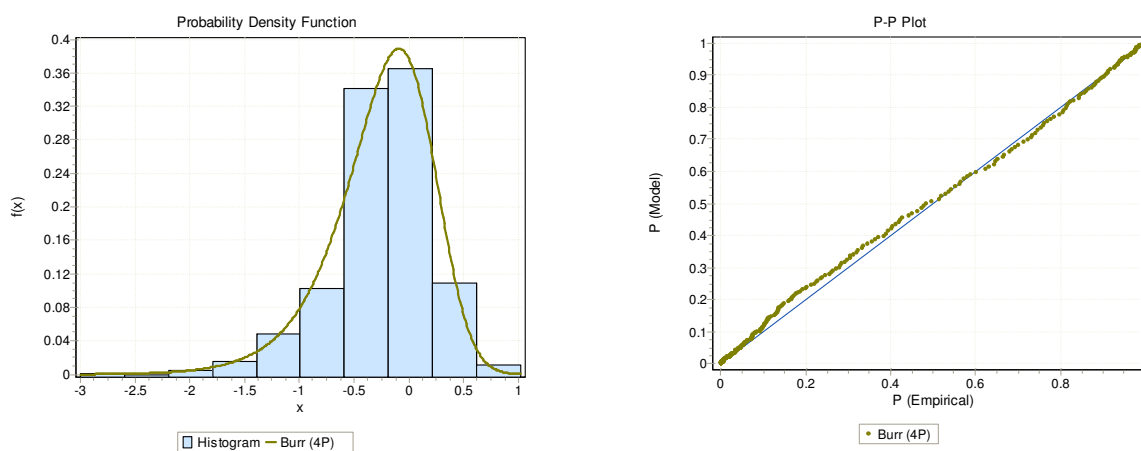 Probability Density Function
0.4
0.36
0.32
0.28
0.24
0.2
0.16
0.12
0.08
0.04
0
f(x)
-3 -2.5 -2 -1.5 -1 -0.5 0 0.5 1
x
Histogram Burr (4P)
P-P Plot
1
0.9
0.8
0.7
0.6
0.5
0.4
0.3
0.2
0.1
0
P (Model)
0 0.2 0.4 0.6 0.8
P (Empirical)
Burr (4P)